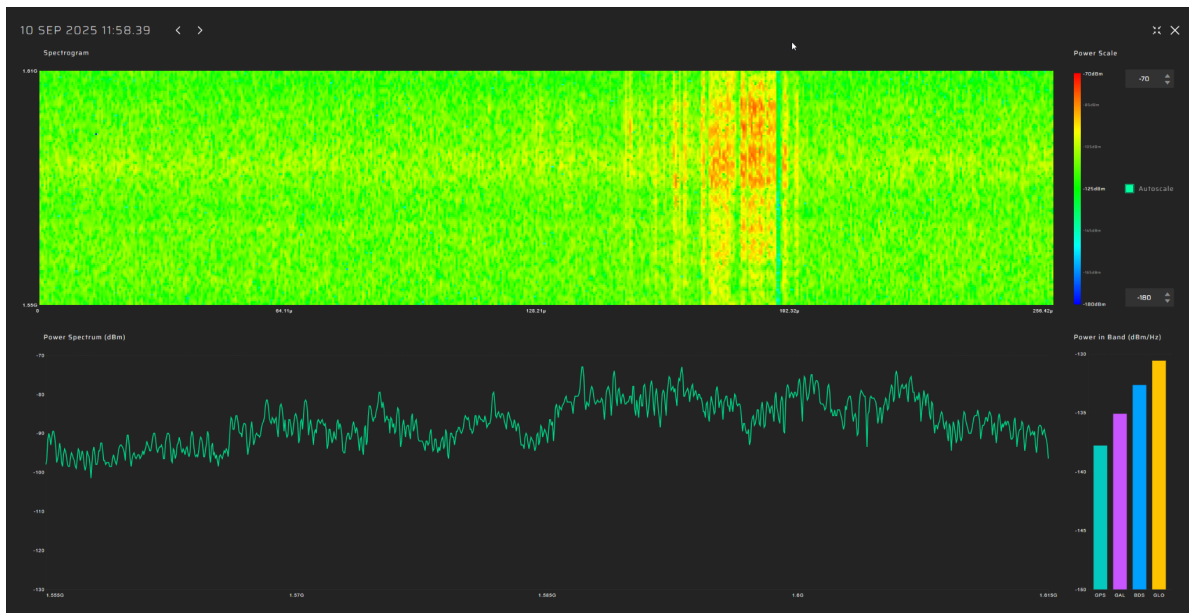 10 SEP 2025 11:58.39
Spectrogram
Power Scale
1.61G
1.55G
0
64.11μ
128.21μ
192.32μ
256.42μ
-70dBm
-125dBm
-180dBm
-70
Autoscale
-180
Power Spectrum (dBm)
-70
-80
-90
-100
-110
-120
-130
1.555G
1.57G
1.585G
1.6G
1.615G
Power in Band (dBm/Hz)
-130
-135
-140
-145
-150
GPS GAL BDS GLO